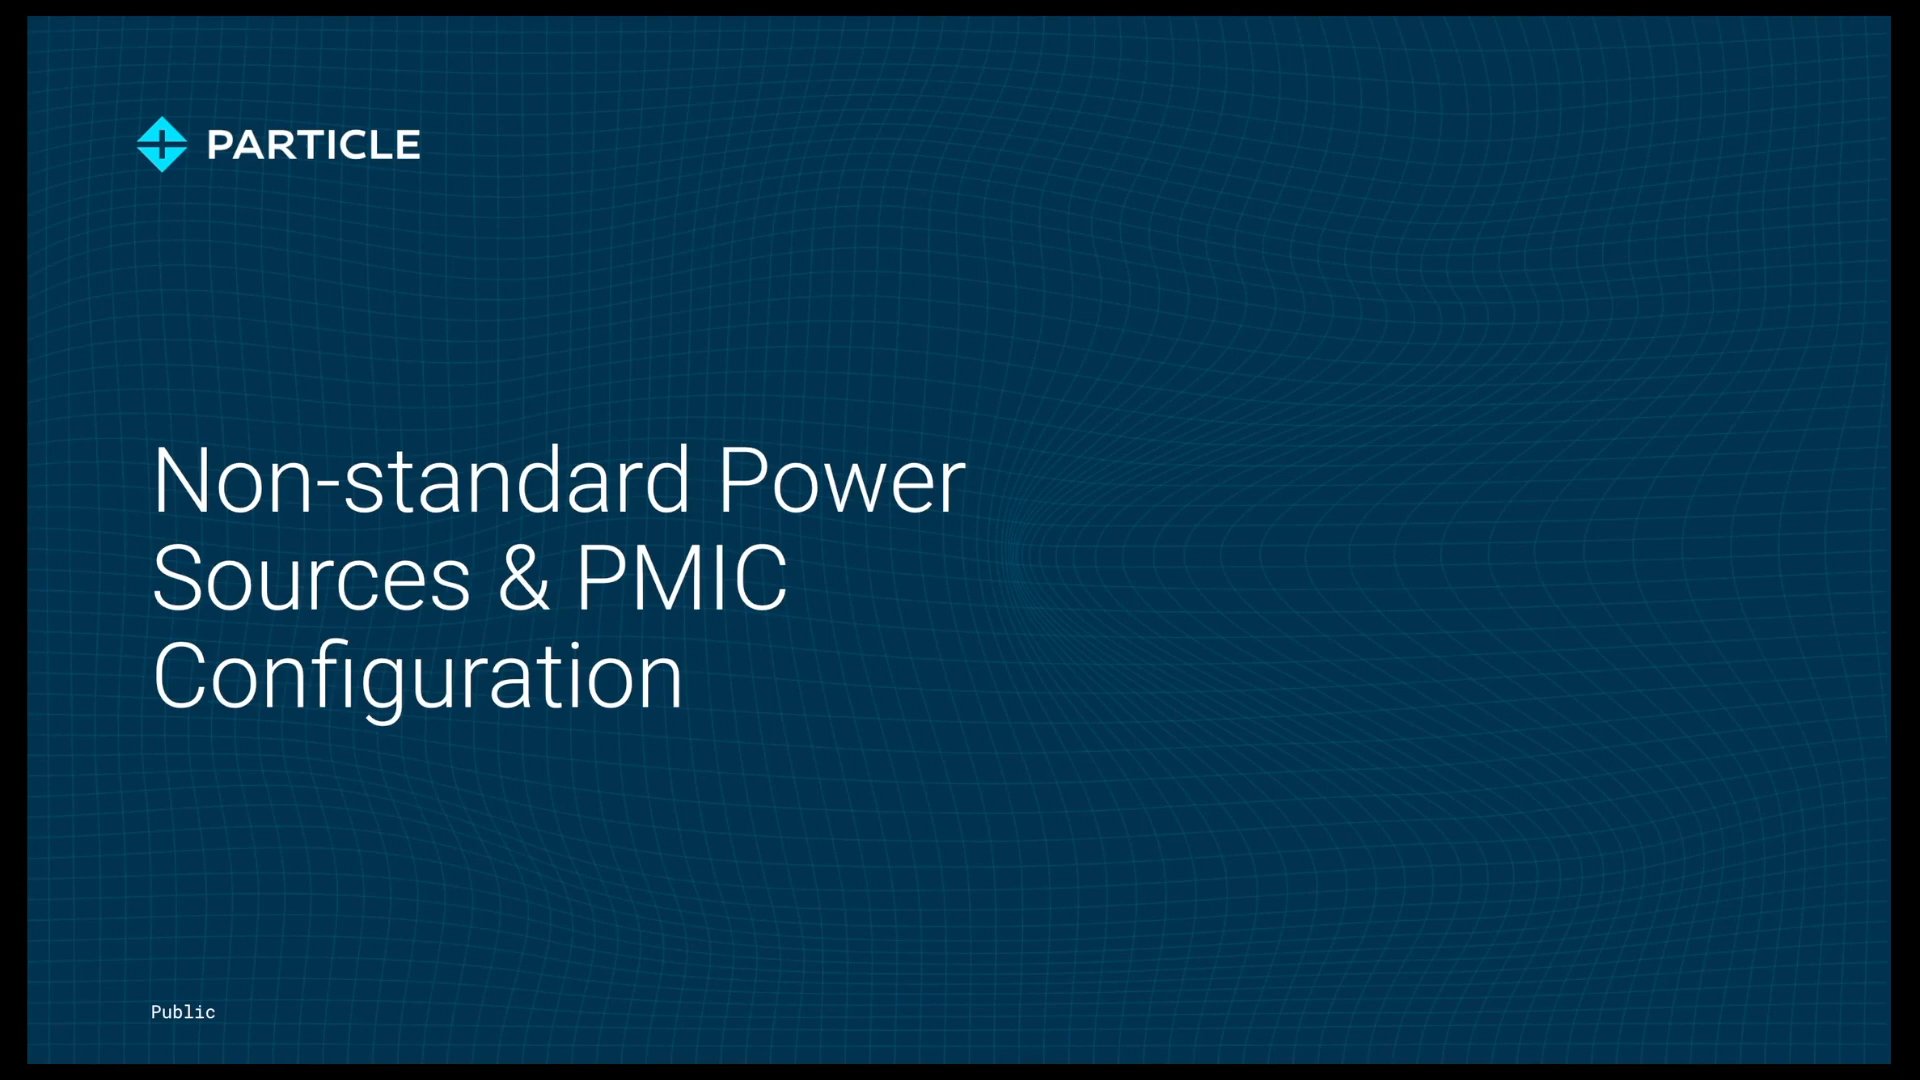 PARTICLE
Non-standard Power
Sources & PMIC
Configuration
Public